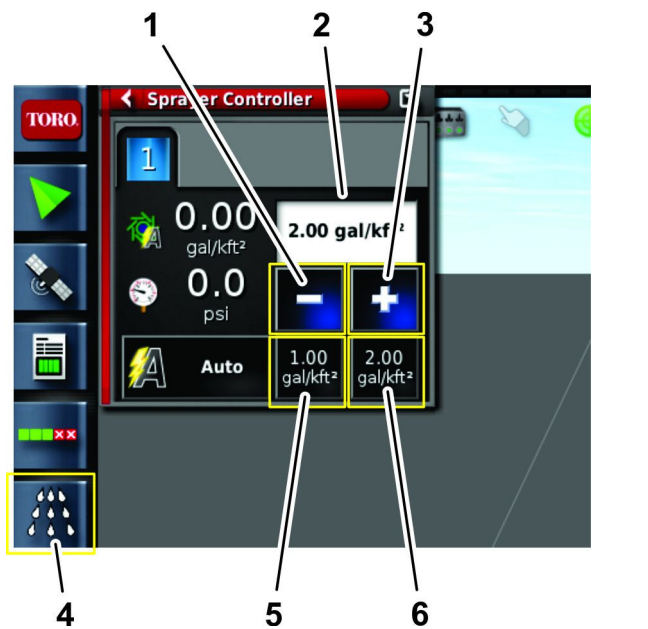 1 2 3
TORO.
Sprayer Controller
1
0.00
gal/kft²
2.00 gal/kft²
0.0
psi
Auto
1.00
gal/kft²
2.00
gal/kft²
4 5 6